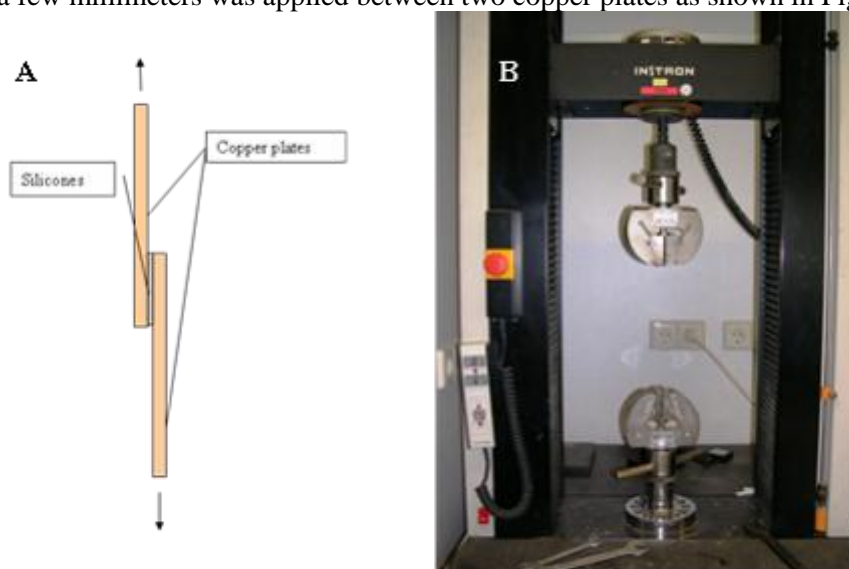 a few millimeters was applied between two copper plates as shown in Fig
A
B
INSTRON
Copper plates
Silicones